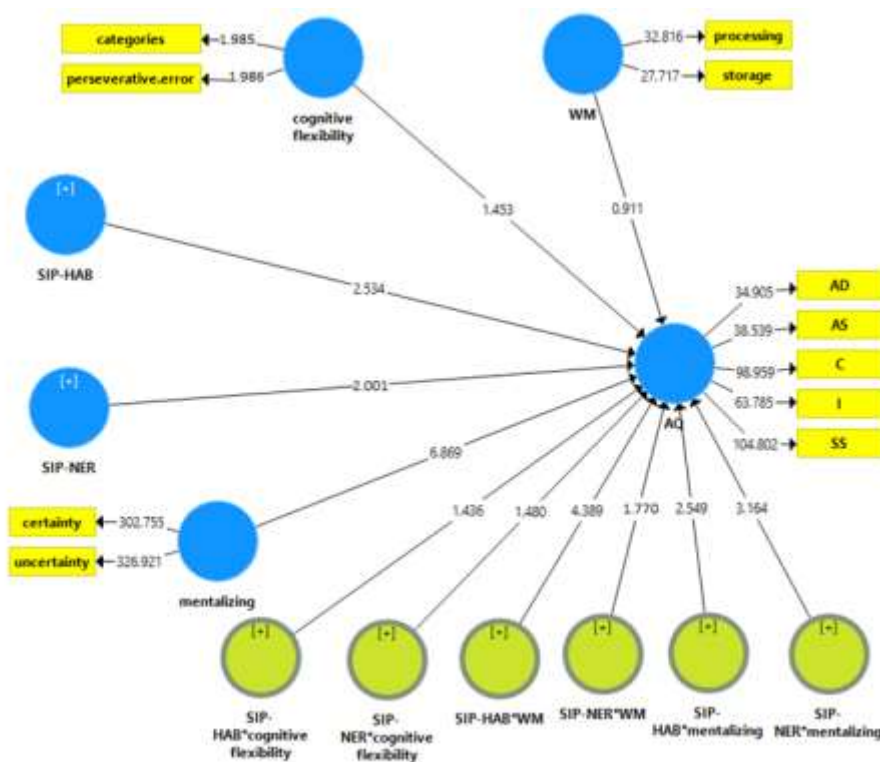 categories
1.985
perseverative.error
1.986
cognitive
flexibility
32.816
processing
27.717
storage
WM
1.453
0.911
[+]
SIP-HAB
2.534
[+]
SIP-NER
2.001
34.905
AD
38.539
AS
98.959
C
63.785
I
104.802
SS
AQ
6.869
certainty
302.755
uncertainty
326.921
mentalizing
1.436
1.480
4.389
1.770
2.549
3.164
[+]
[+]
[+]
[+]
[+]
[+]
SIP-
HAB*cognitive
flexibility
SIP-
NER*cognitive
flexibility
SIP-HAB*WM
SIP-NER*WM
SIP-
HAB*mentalizing
SIP-
NER*mentalizing